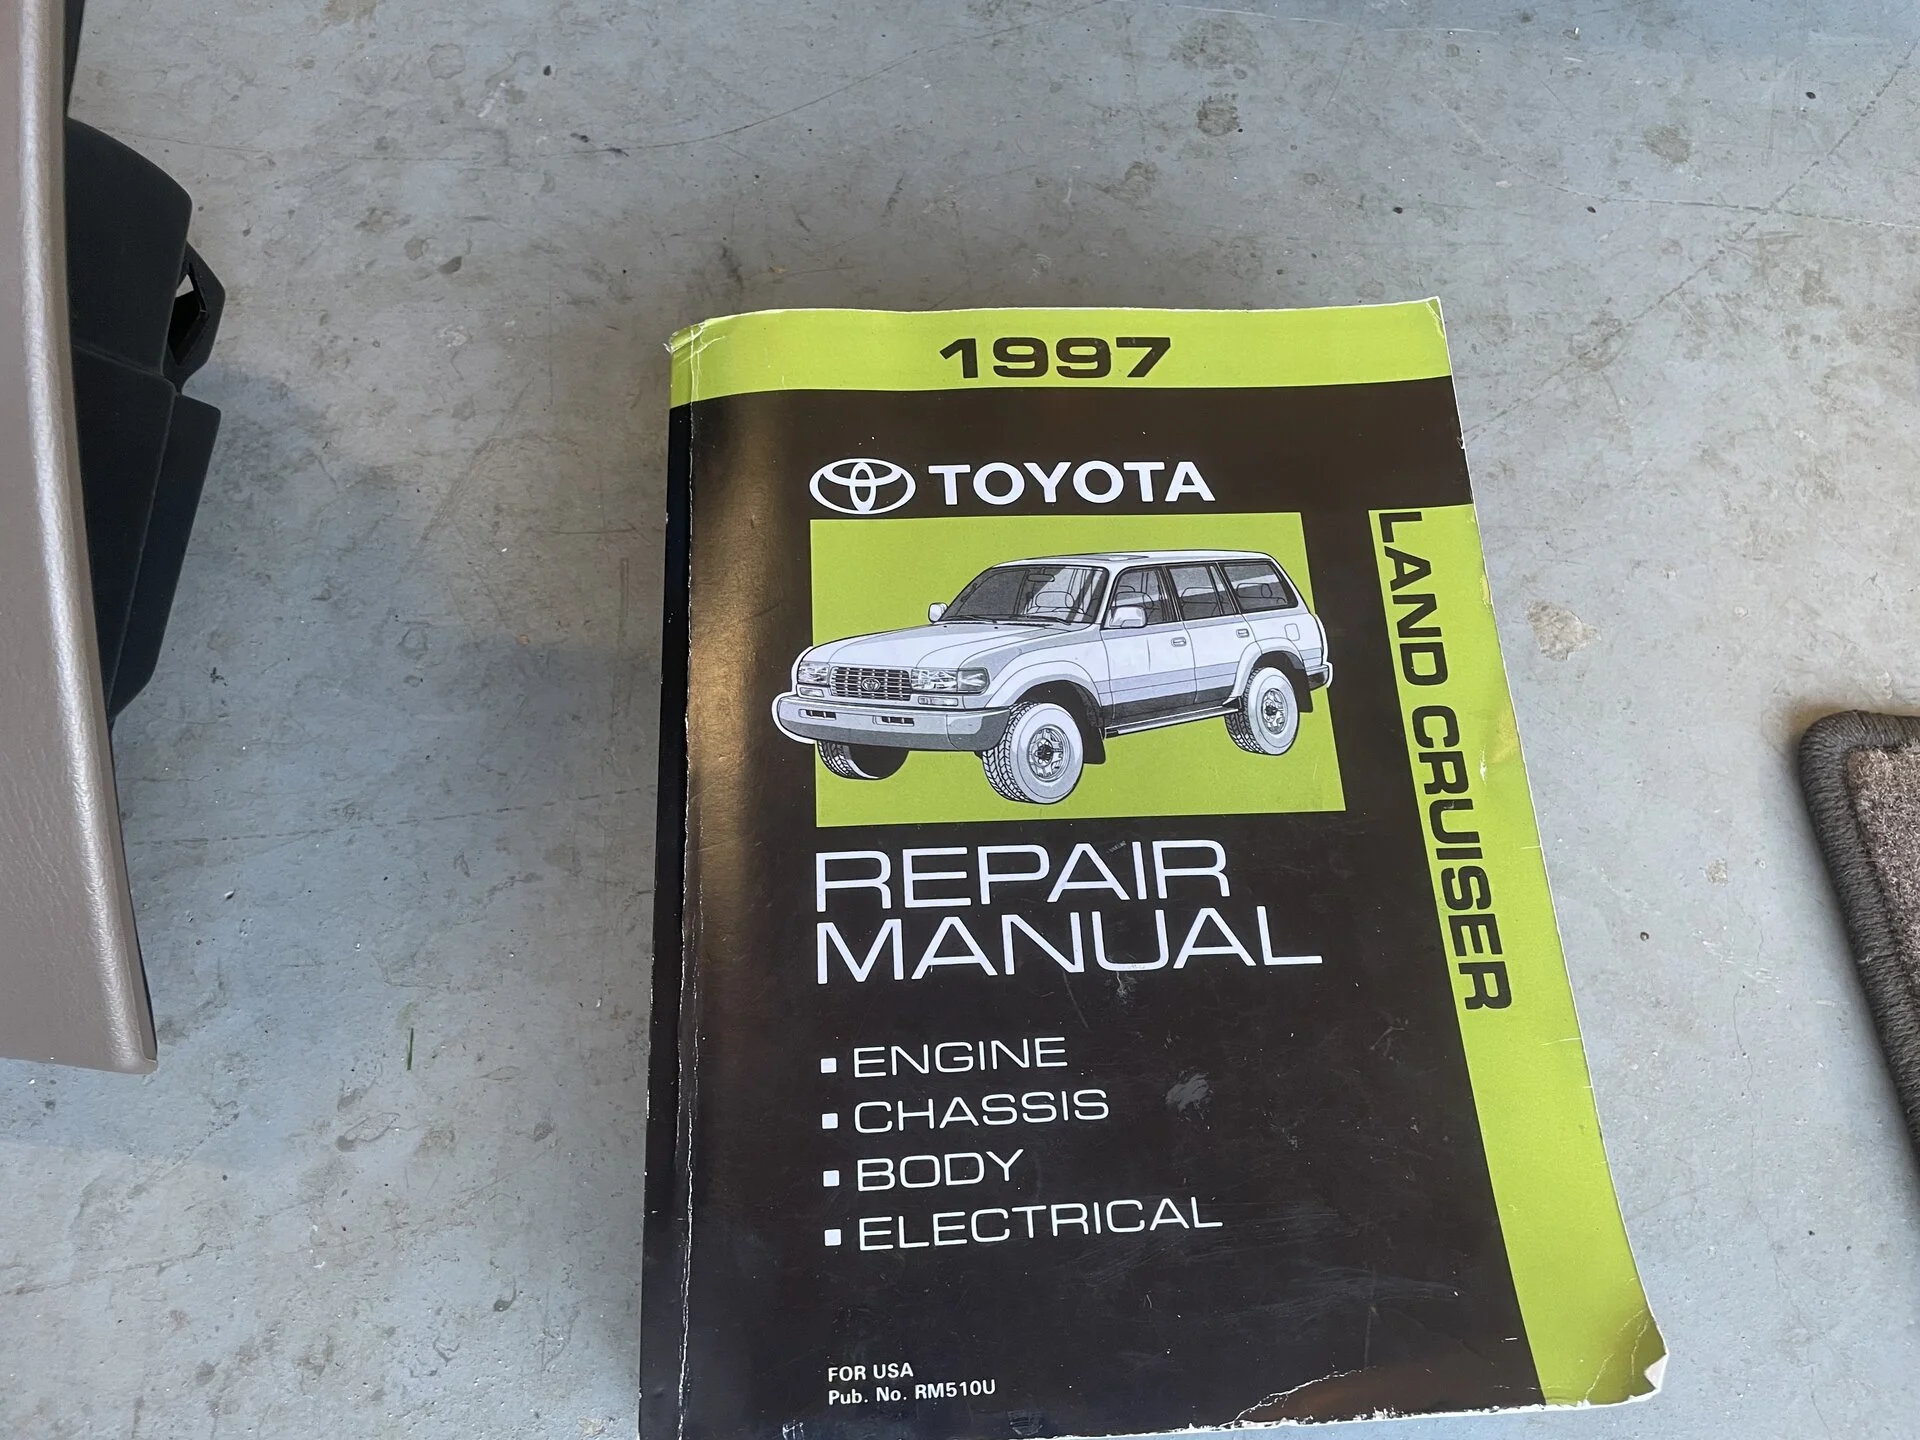 1997
TOYOTA
LAND CRUISER
REPAIR
MANUAL
▪ ENGINE
▪ CHASSIS
▪ BODY
▪ ELECTRICAL
FOR USA
Pub. No. RM510U